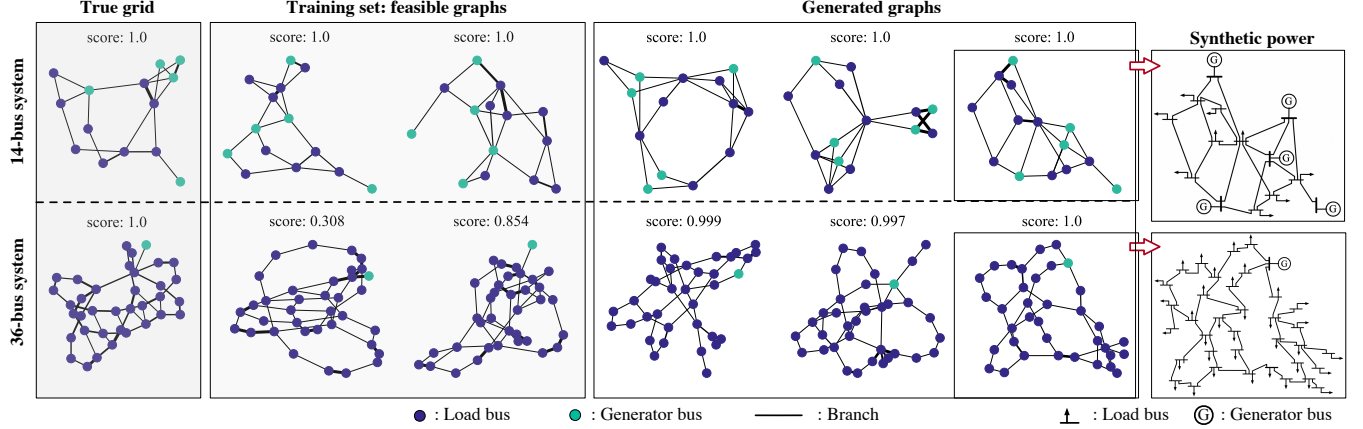 True grid
Training set: feasible graphs
Generated graphs
Synthetic power
14-bus system
score: 1.0
score: 1.0
score: 1.0
score: 1.0
score: 1.0
score: 1.0
G
G
G
G
G
36-bus system
score: 1.0
score: 0.308
score: 0.854
score: 0.999
score: 0.997
score: 1.0
G
: Load bus
: Generator bus
: Branch
: Load bus
G : Generator bus